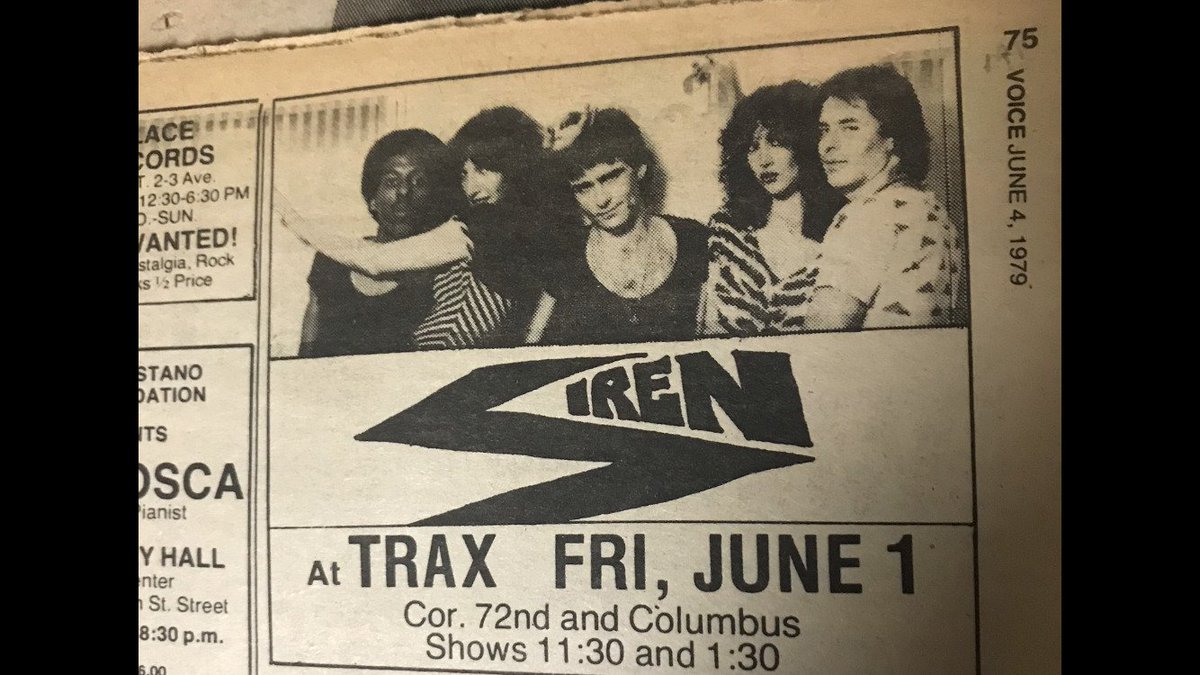 LACE
CORDS
T. 2-3 Ave.
12:30-6:30 PM
D.-SUN.
WANTED!
stalgia, Rock
ks ½ Price
STANO
DATION
NTS
OSCA
Pianist
Y HALL
enter
h St. Street
8:30 p.m.
6.00
SIREN
At TRAX FRI, JUNE 1
Cor. 72nd and Columbus
Shows 11:30 and 1:30
75
VOICE JUNE 4, 1979